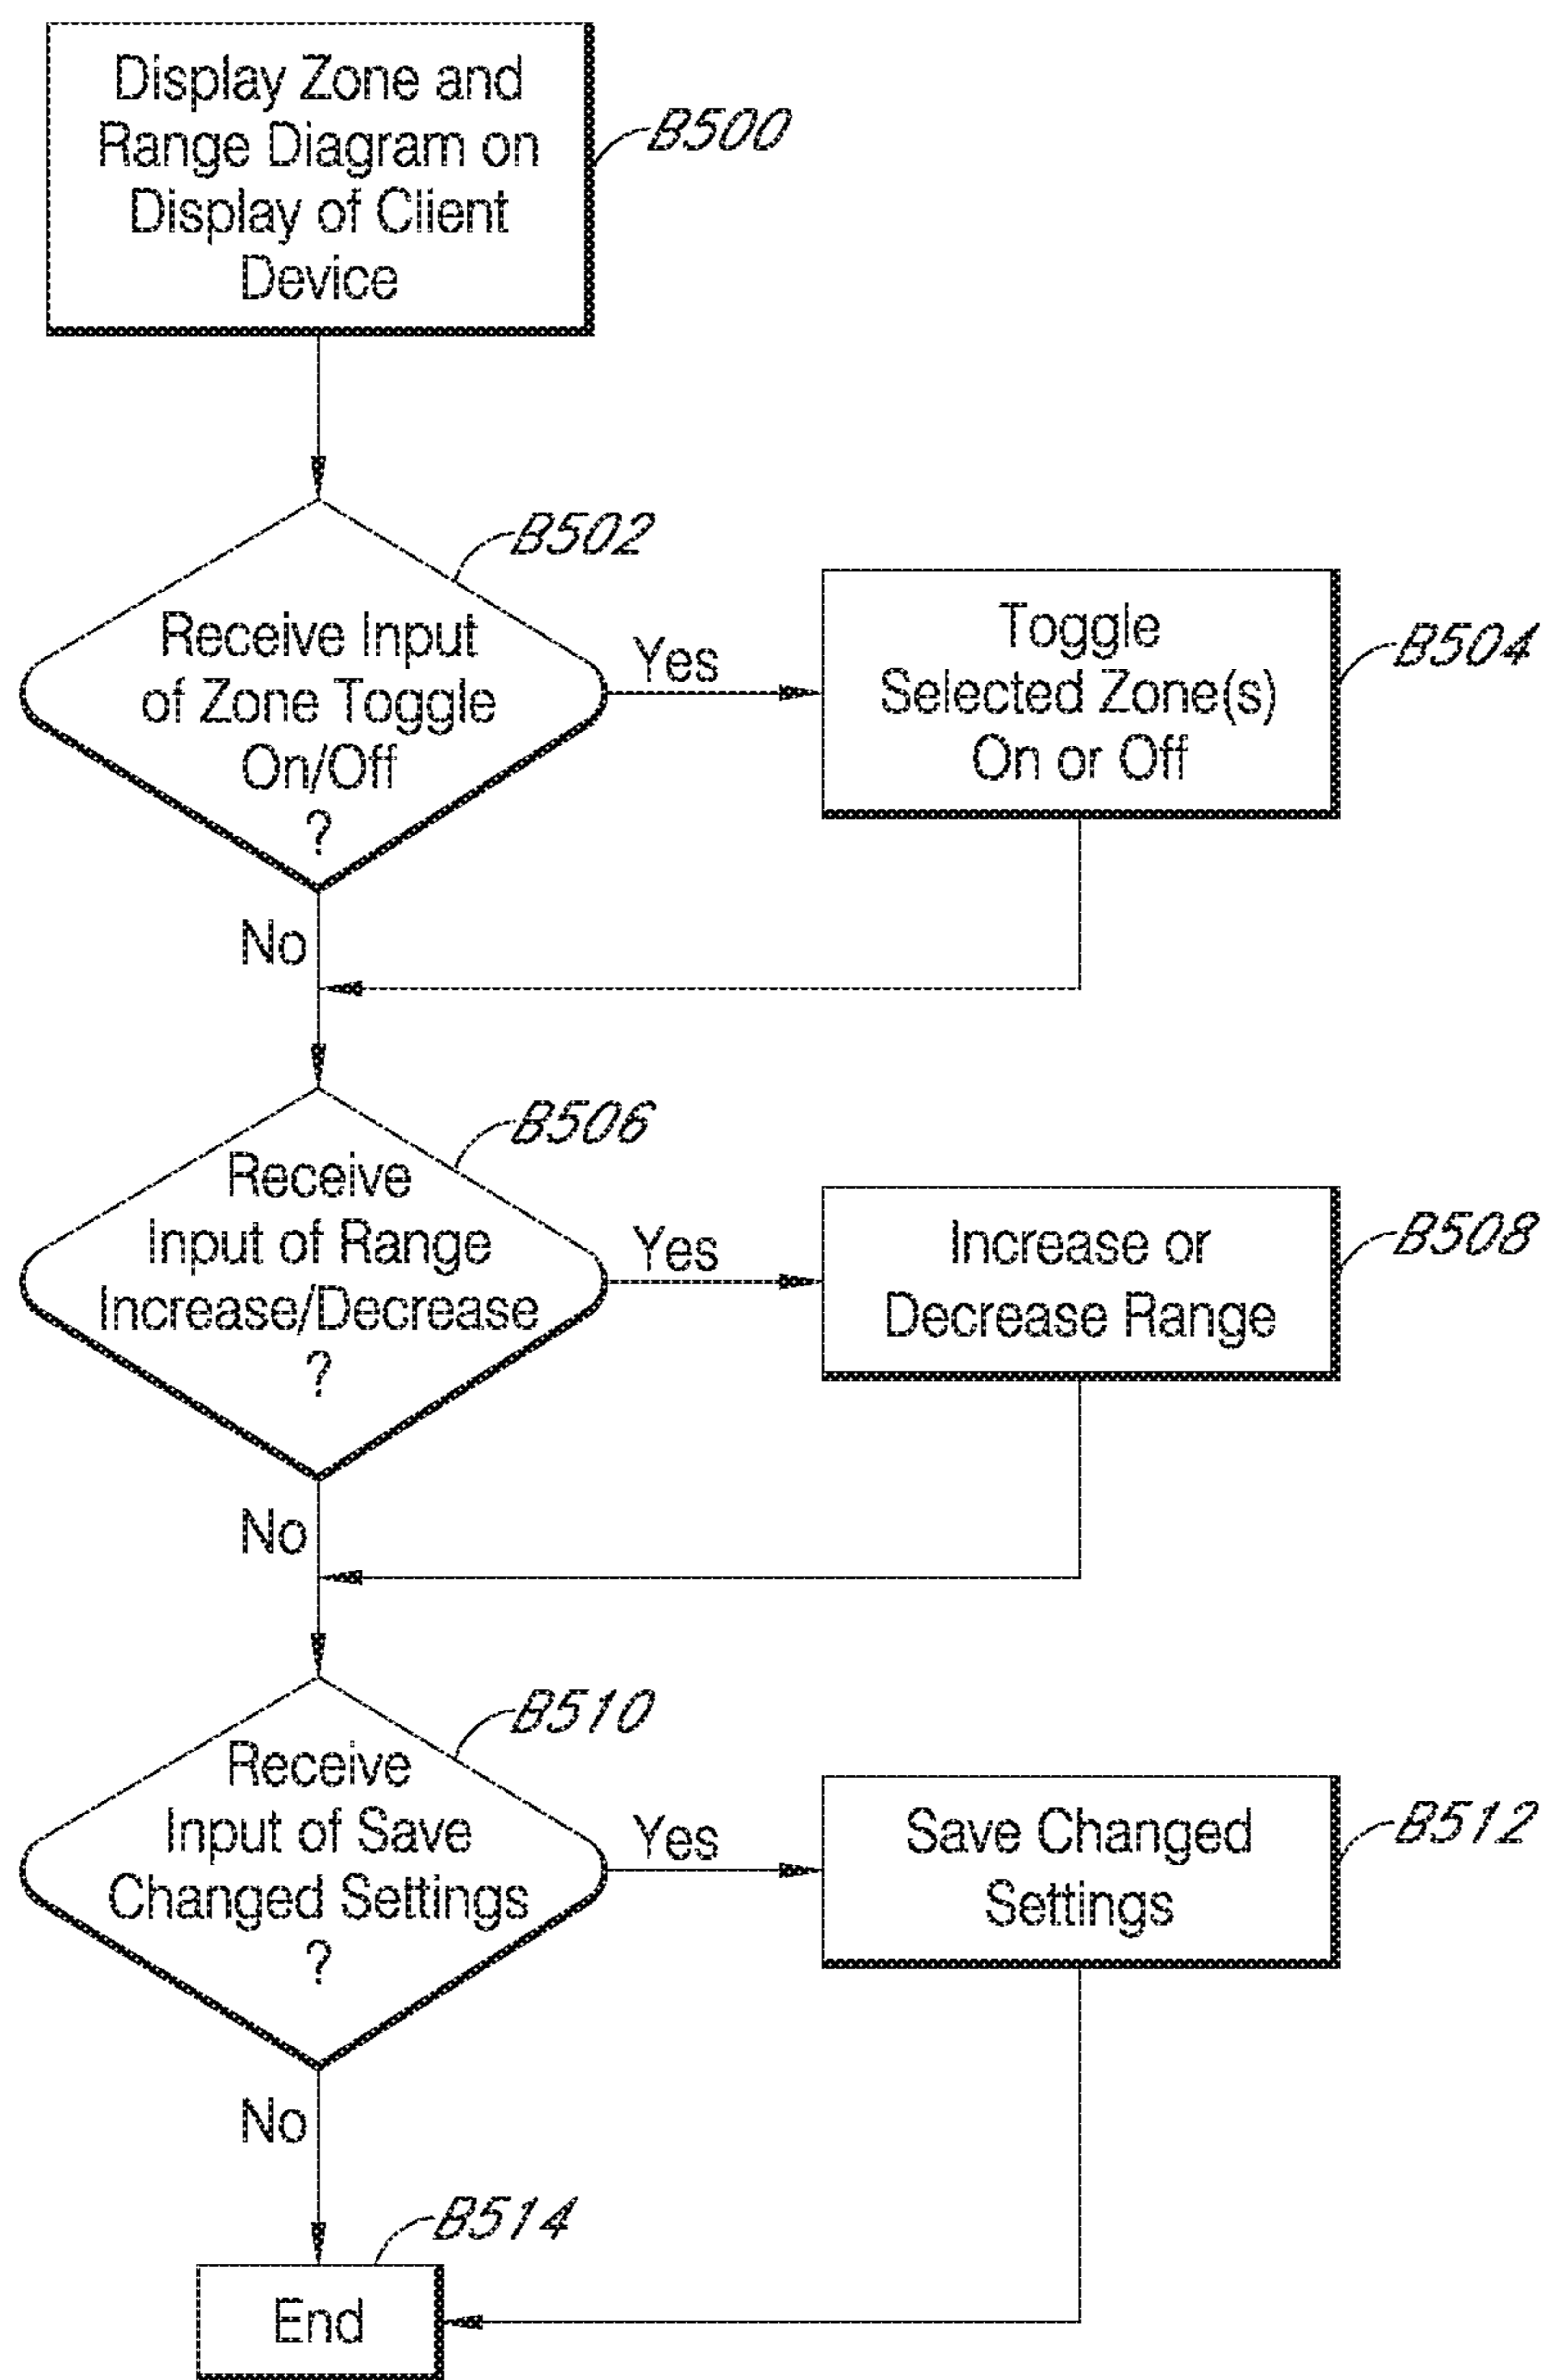 Display Zone and
Range Diagram on
Display of Client
Device
B500
B502
Receive Input
of Zone Toggle
On/Off
?
Yes
Toggle
Selected Zone(s)
On or Off
B504
No
B506
Receive
Input of Range
Increase/Decrease
?
Yes
Increase or
Decrease Range
B508
No
B510
Receive
Input of Save
Changed Settings
?
Yes
Save Changed
Settings
B512
No
B514
End